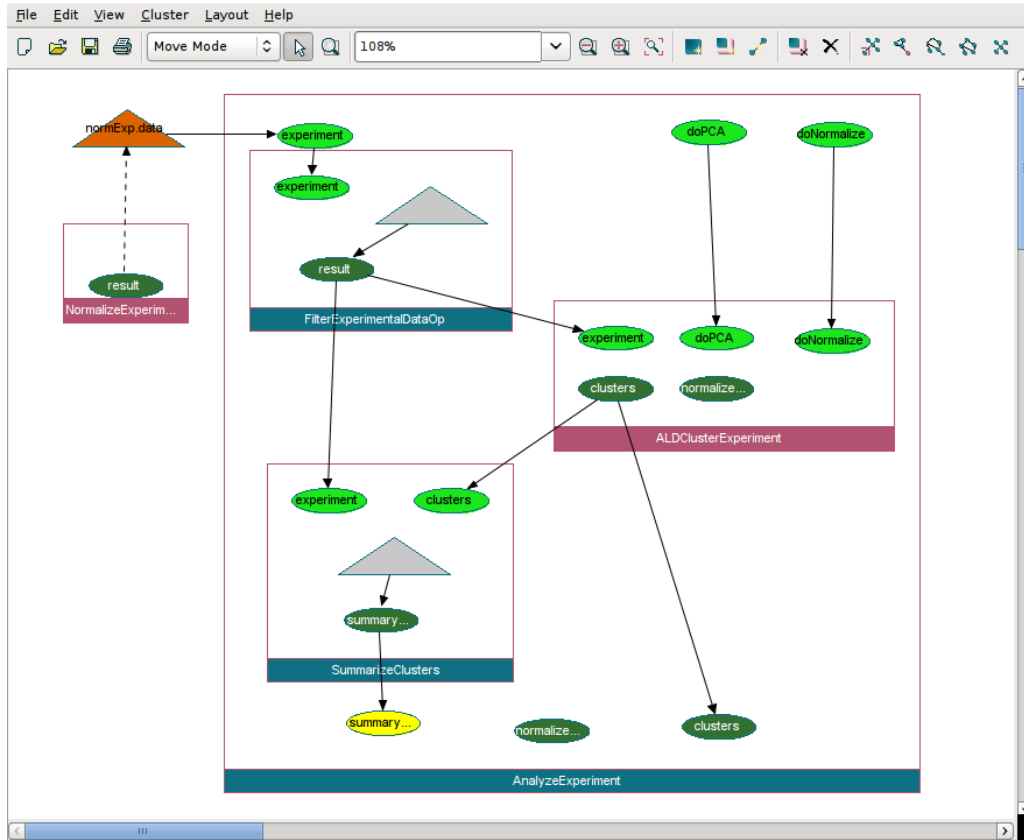 File Edit View Cluster Layout Help
Move Mode 108%
normExp.data
experiment
doPCA
doNormalize
experiment
result
result
NormalizeExperim...
FilterExperimentalDataOp
experiment
doPCA
doNormalize
clusters
normalize...
ALDClusterExperiment
experiment
clusters
summary...
SummarizeClusters
summary...
normalize...
clusters
AnalyzeExperiment